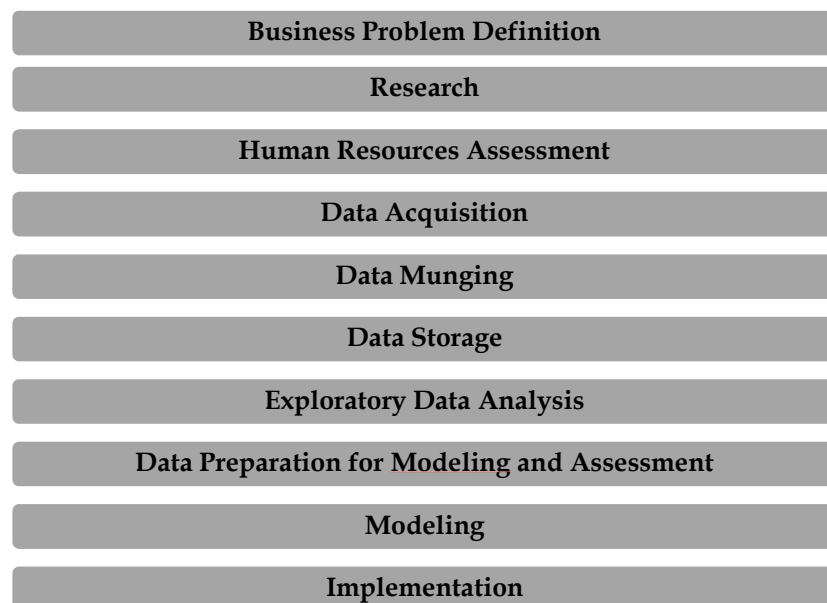 Business Problem Definition
Research
Human Resources Assessment
Data Acquisition
Data Munging
Data Storage
Exploratory Data Analysis
Data Preparation for Modeling and Assessment
Modeling
Implementation